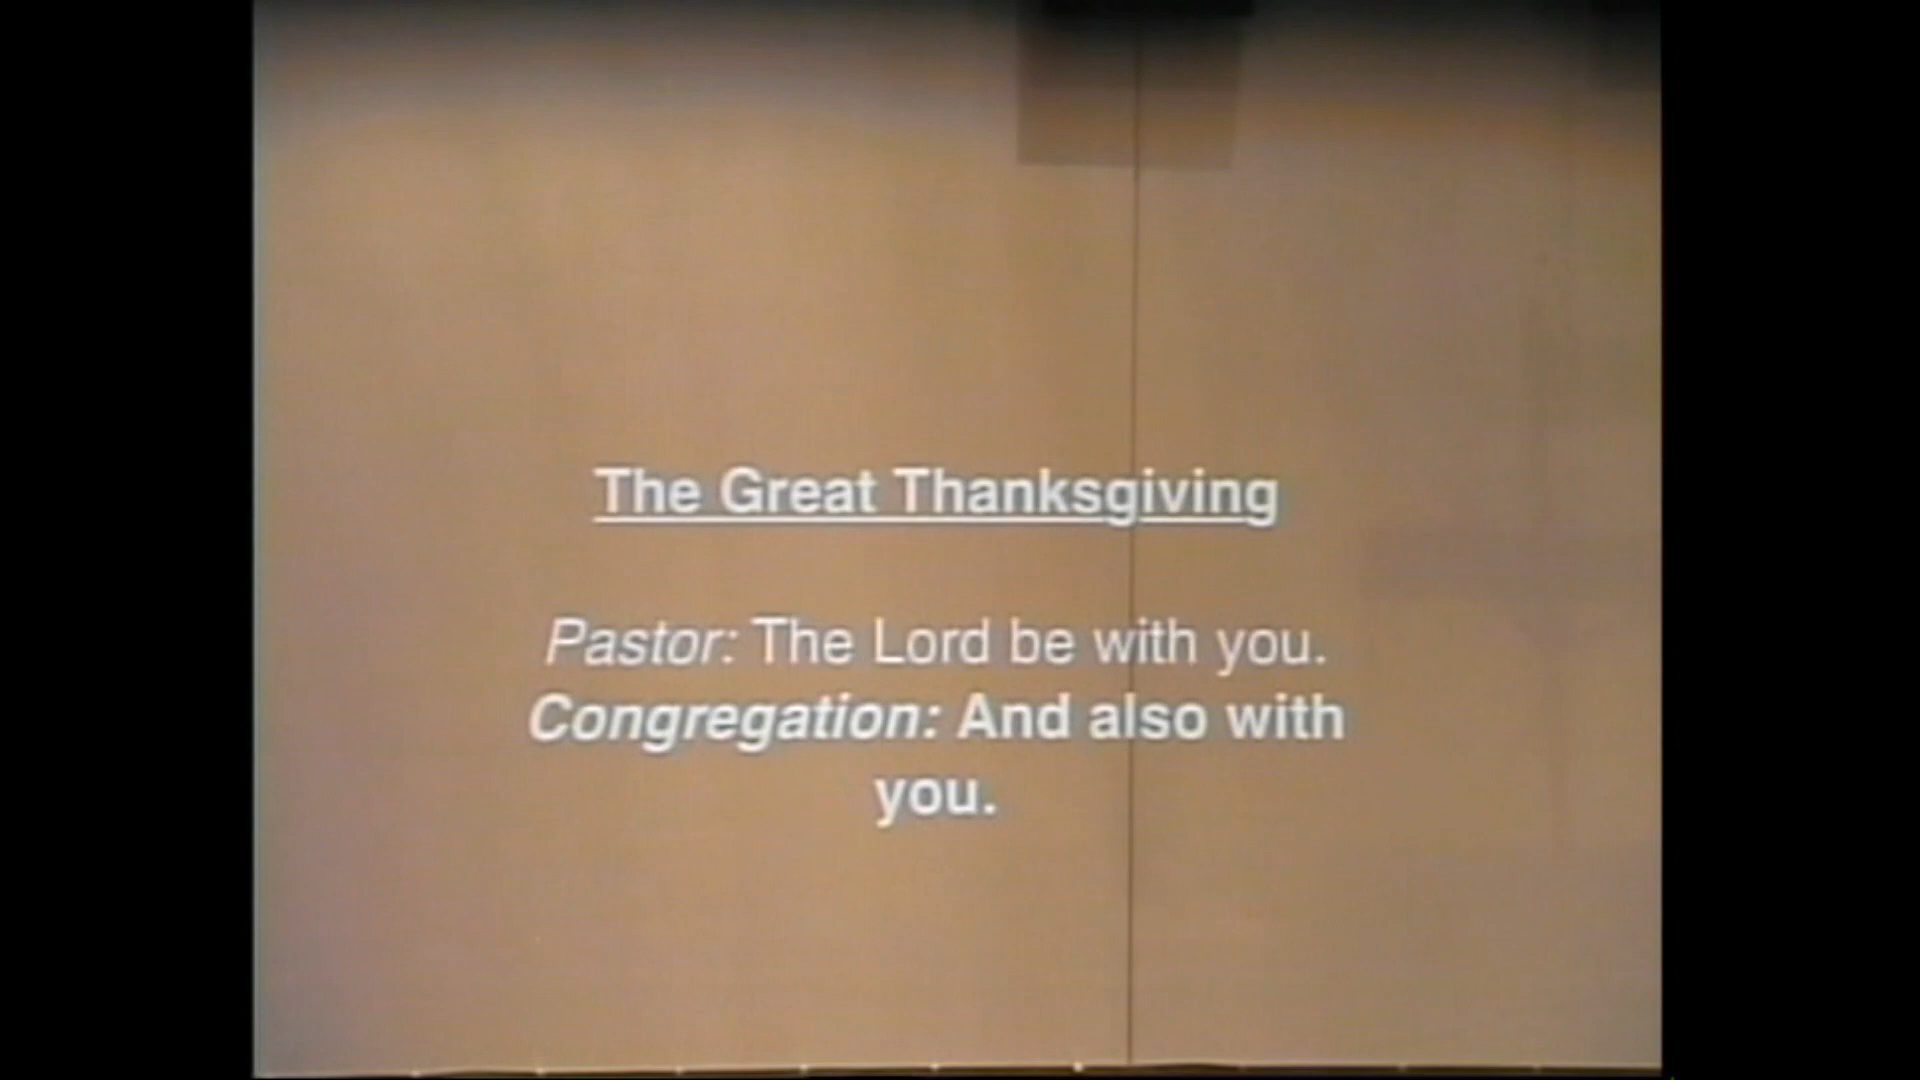 The Great Thanksgiving
Pastor: The Lord be with you.
Congregation: And also with
you.